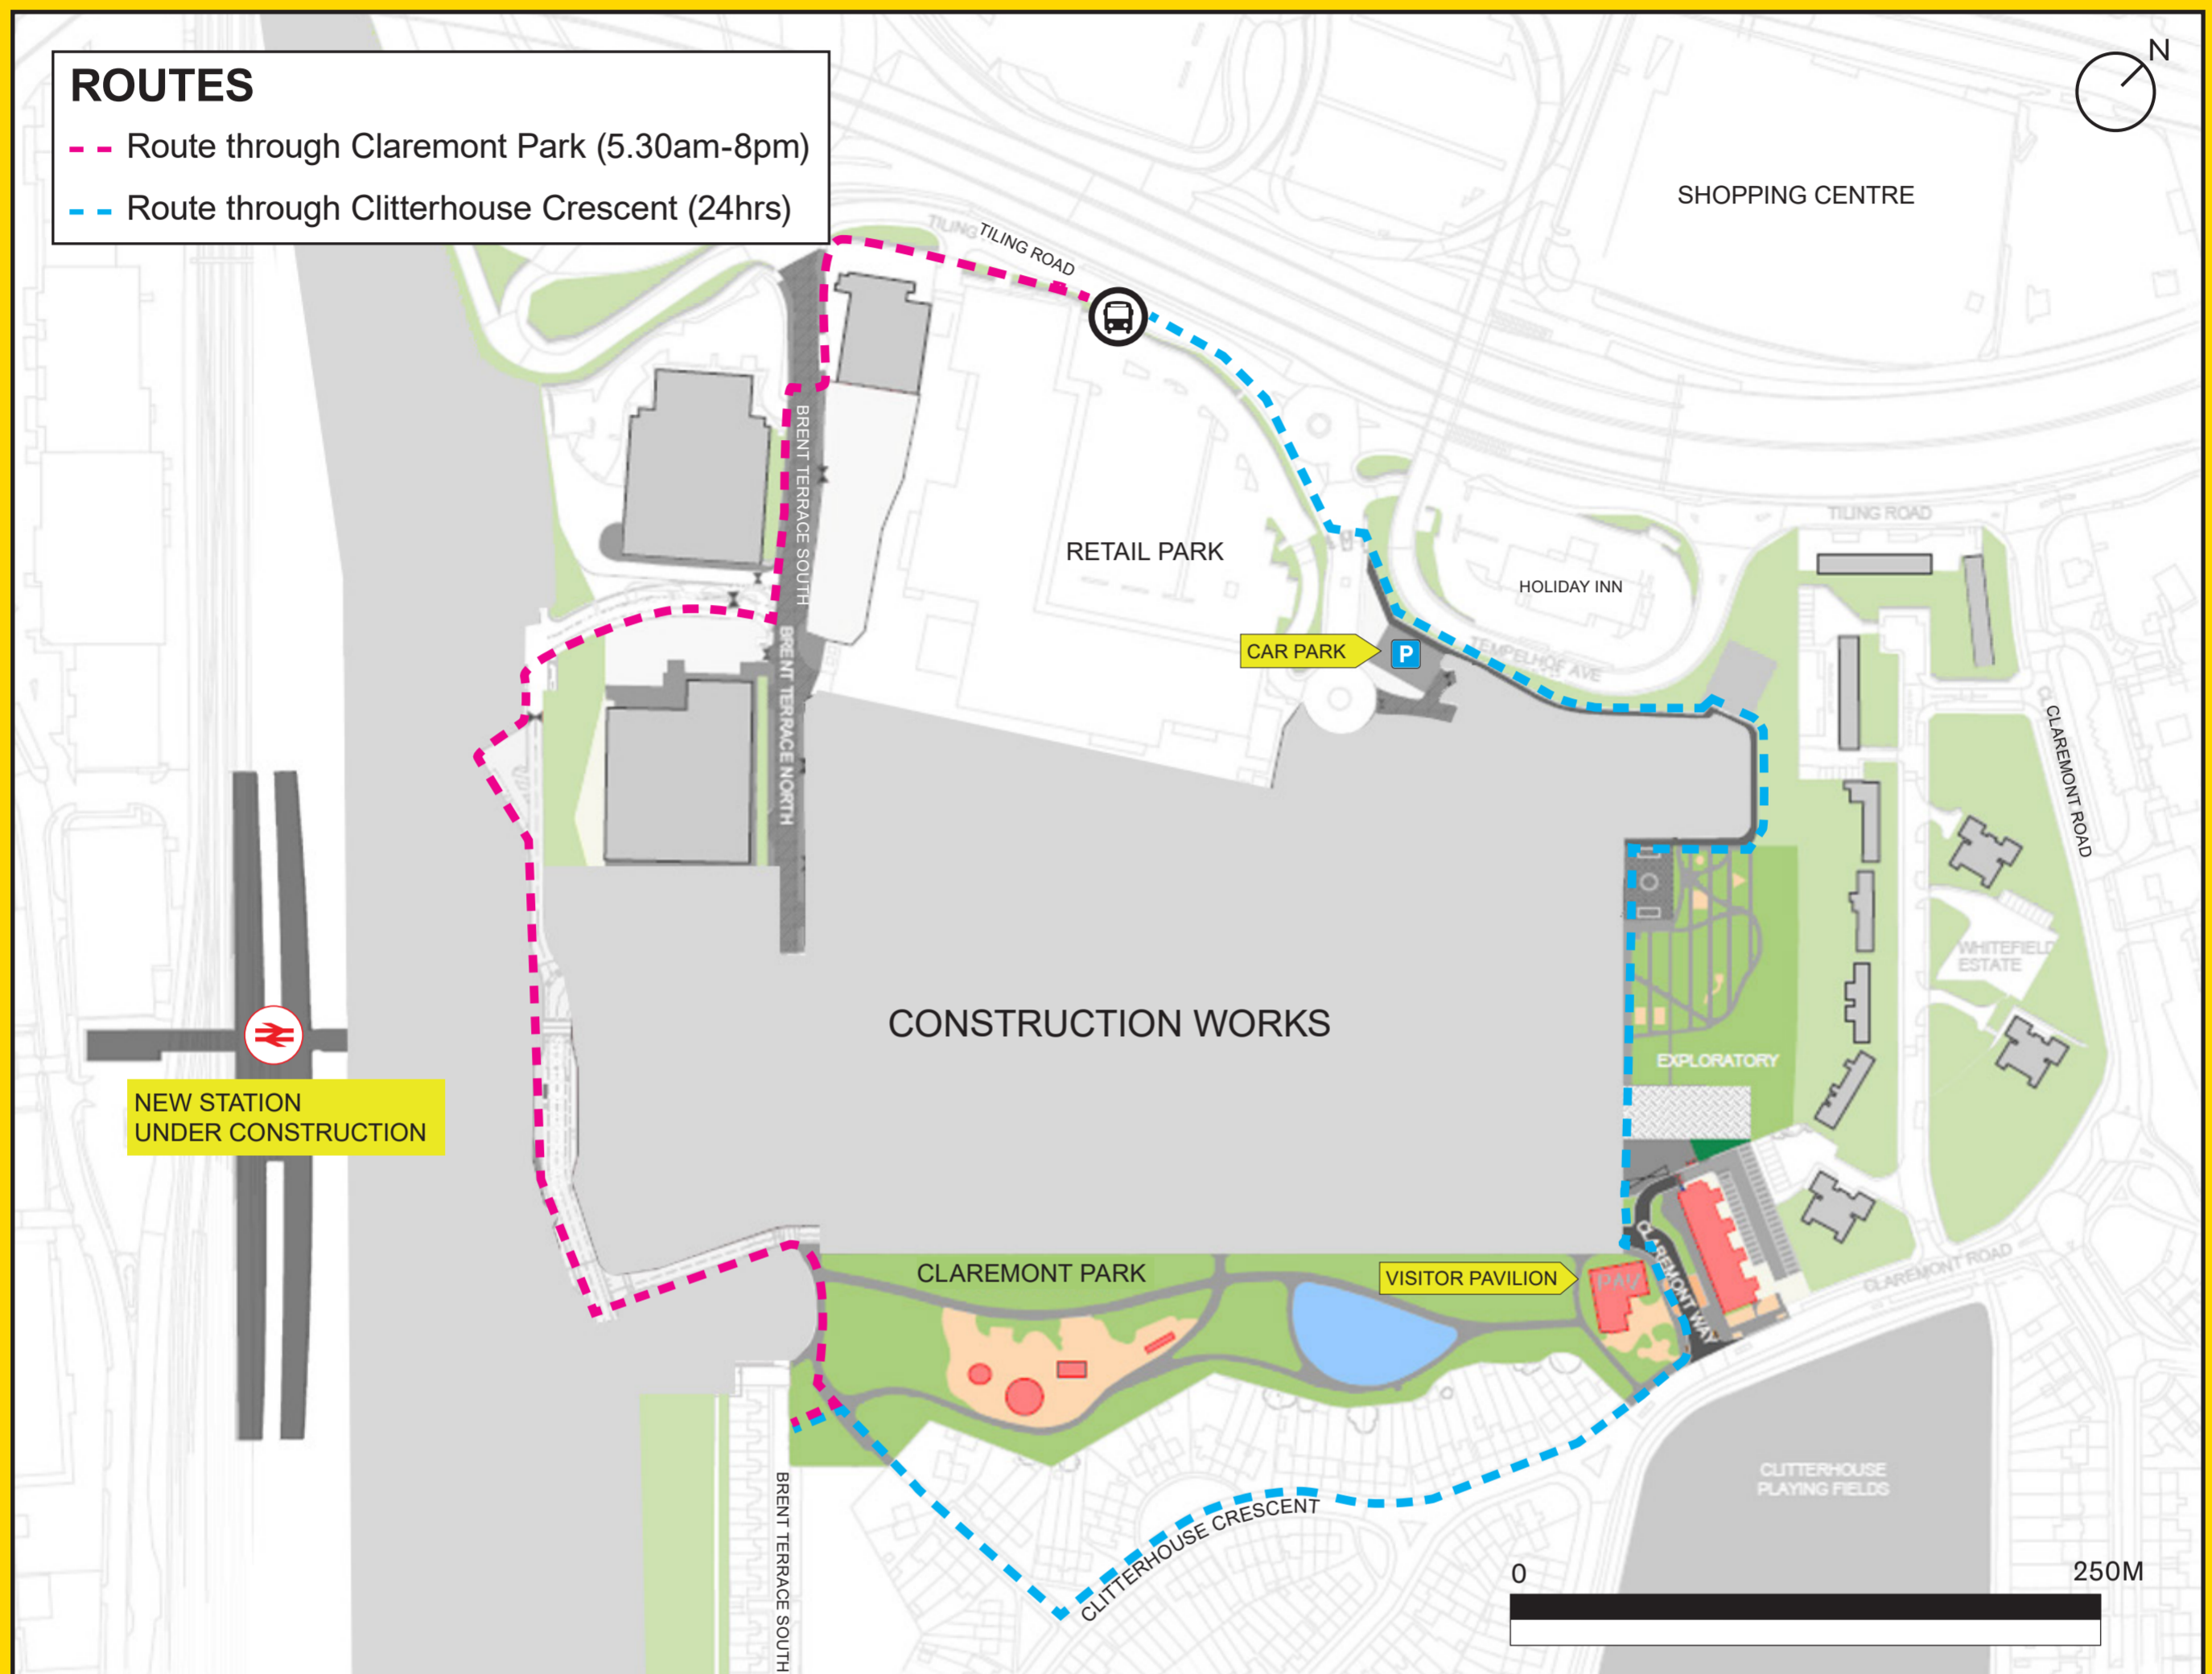 ROUTES
Route through Claremont Park (5.30am-8pm)
Route through Clitterhouse Crescent (24hrs)
N
SHOPPING CENTRE
TILING
TILING ROAD
BRENT TERRACE SOUTH
RETAIL PARK
HOLIDAY INN
TILING ROAD
CAR PARK
P
TEMPELHOF AVE
BRENT TERRACE NORTH
CLAREMONT ROAD
WHITEFIELD
ESTATE
CONSTRUCTION WORKS
EXPLORATORY
NEW STATION
UNDER CONSTRUCTION
CLAREMONT PARK
VISITOR PAVILION
PAV
CLAREMONT WAY
CLAREMONT ROAD
BRENT TERRACE SOUTH
CLITTERHOUSE CRESCENT
CLITTERHOUSE
PLAYING FIELDS
0
250M